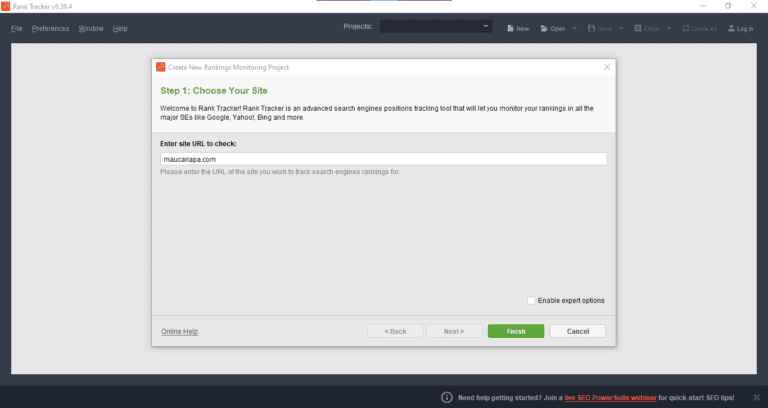 Rank Tracker v8.39.4
File Preferences Window Help Projects: New Open Save Close Check All Log in
Create New Rankings Monitoring Project
Step 1: Choose Your Site
Welcome to Rank Tracker! Rank Tracker is an advanced search engines positions tracking tool that will let you monitor your rankings in all the
major SEs like Google, Yahoo!, Bing and more.
Enter site URL to check:
maucariapa.com
Please enter the URL of the site you wish to track search engines rankings for.
Enable expert options
Online Help < Back Next > Finish Cancel
Need help getting started? Join a live SEO PowerSuite webinar for quick-start SEO tips!